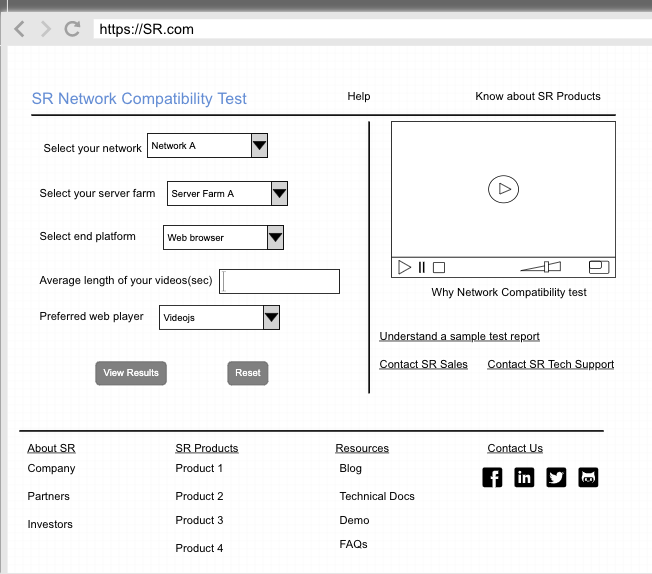 https://SR.com
SR Network Compatibility Test
Help
Know about SR Products
Select your network
Network A
Select your server farm
Server Farm A
Select end platform
Web browser
Average length of your videos(sec)
Preferred web player
Videojs
View Results
Reset
Why Network Compatibility test
Understand a sample test report
Contact SR Sales
Contact SR Tech Support
About SR
Company
Partners
Investors
SR Products
Product 1
Product 2
Product 3
Product 4
Resources
Blog
Technical Docs
Demo
FAQs
Contact Us